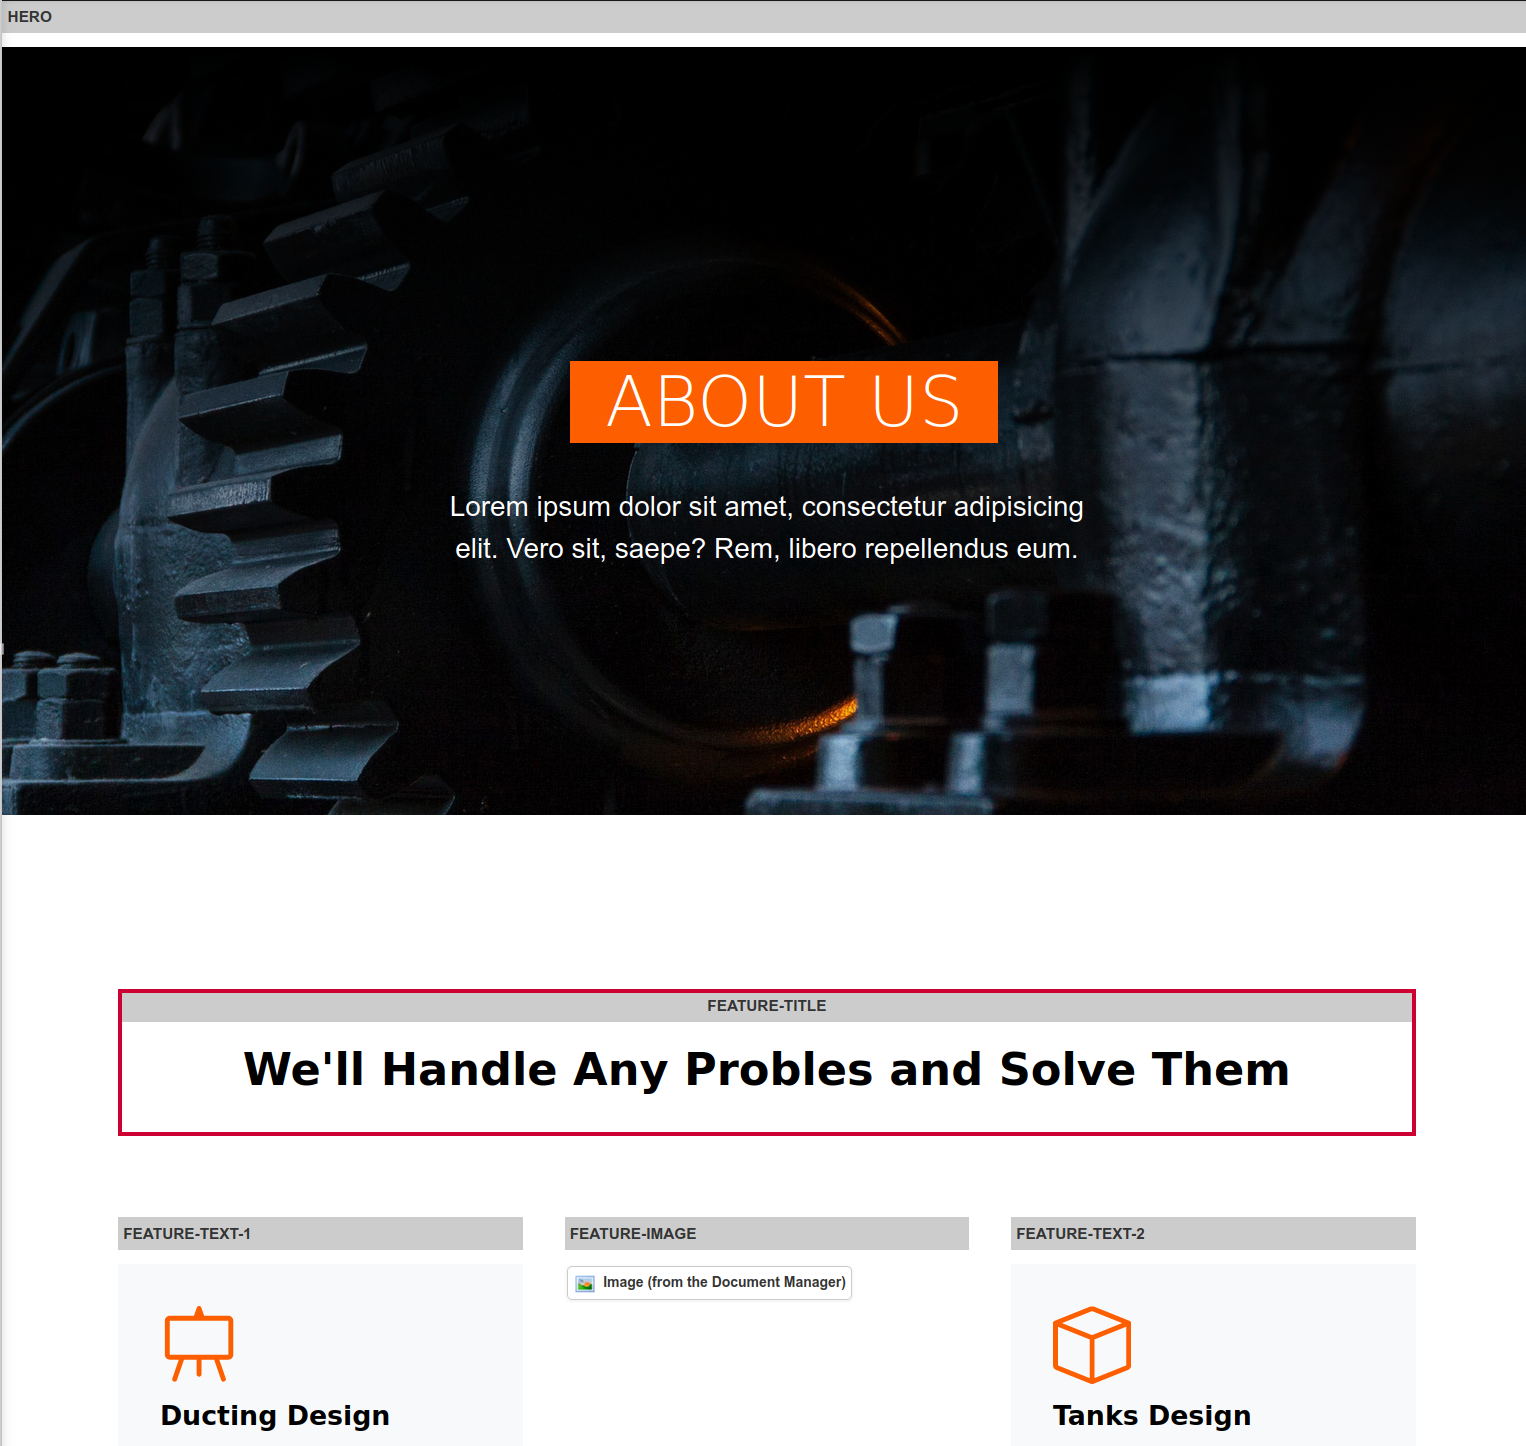 HERO
ABOUT US
Lorem ipsum dolor sit amet, consectetur adipisicing
elit. Vero sit, saepe? Rem, libero repellendus eum.
FEATURE-TITLE
We'll Handle Any Probles and Solve Them
FEATURE-TEXT-1
FEATURE-IMAGE
FEATURE-TEXT-2
Image (from the Document Manager)
Ducting Design
Tanks Design